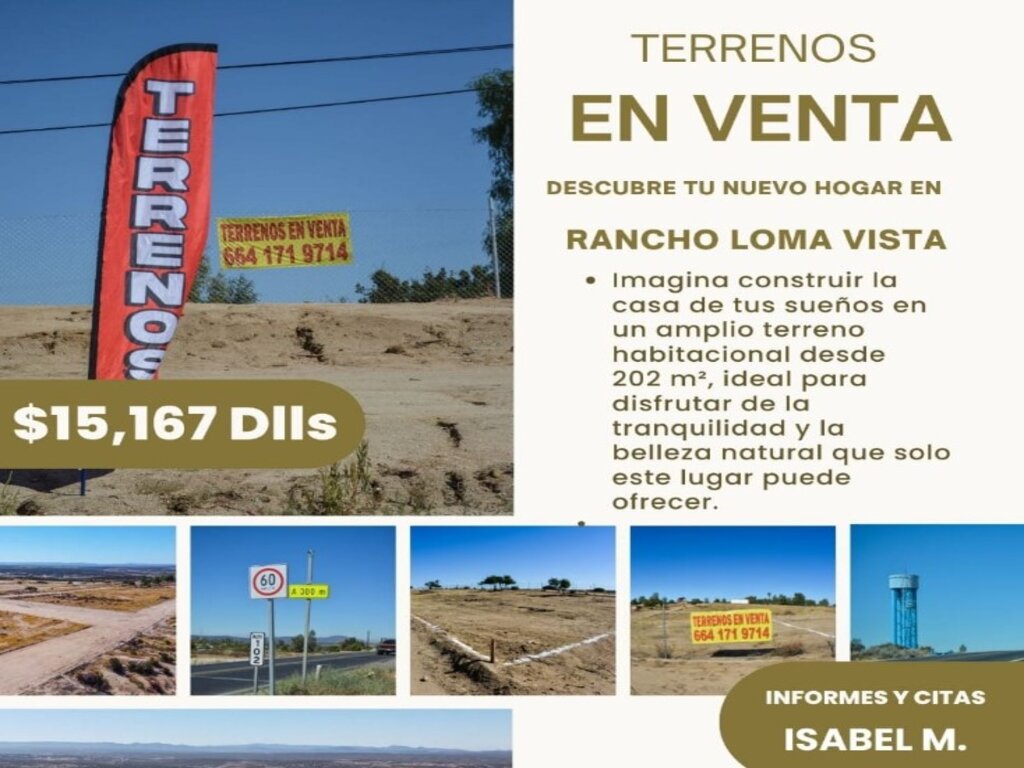 TERRENOS
EN VENTA
DESCUBRE TU NUEVO HOGAR EN
RANCHO LOMA VISTA
• Imagina construir la
casa de tus sueños en
un amplio terreno
habitacional desde
202 m², ideal para
disfrutar de la
tranquilidad y la
belleza natural que solo
este lugar puede
ofrecer.
TERRENOS
TERRENOS EN VENTA
664 171 9714
$15,167 Dlls
60
A 300 m
102
TERRENOS EN VENTA
664 171 9714
INFORMES Y CITAS
ISABEL M.